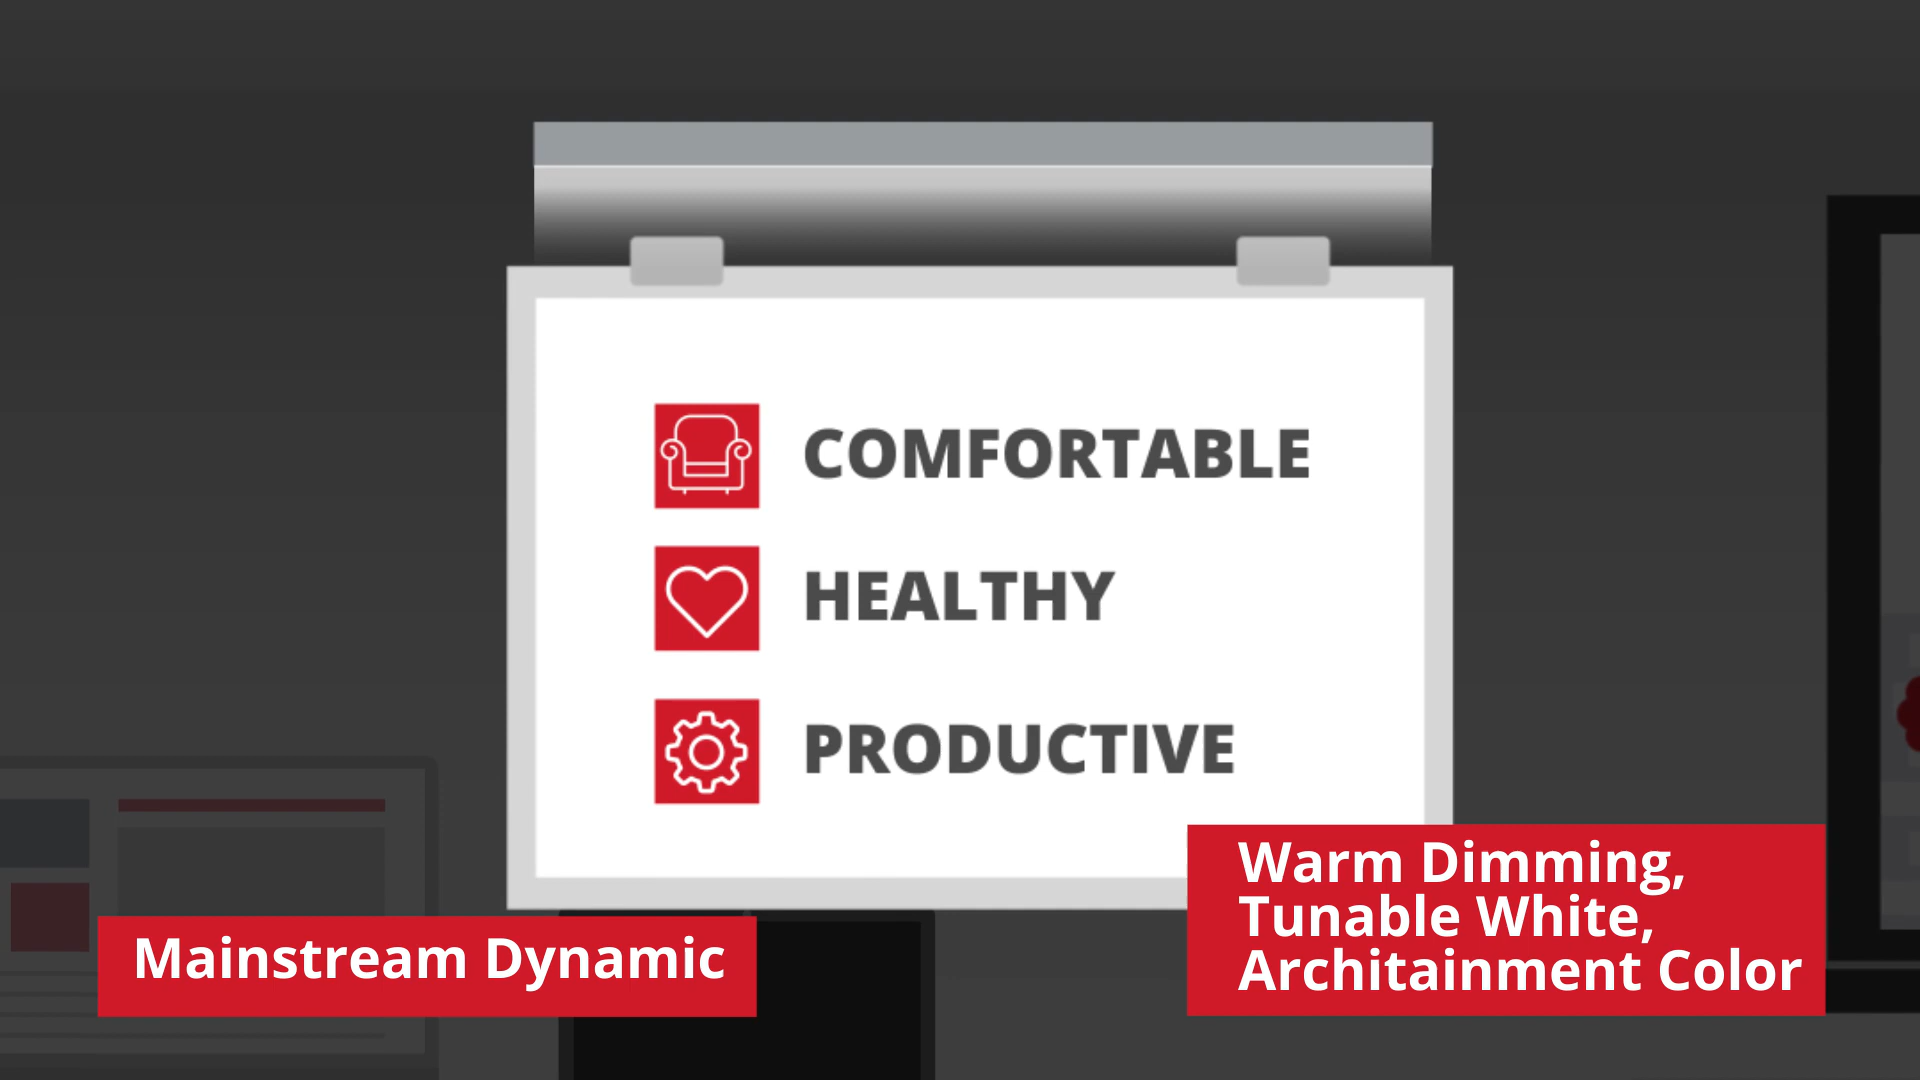 COMFORTABLE
HEALTHY
PRODUCTIVE
Mainstream Dynamic
Warm Dimming,
Tunable White,
Architainment Color